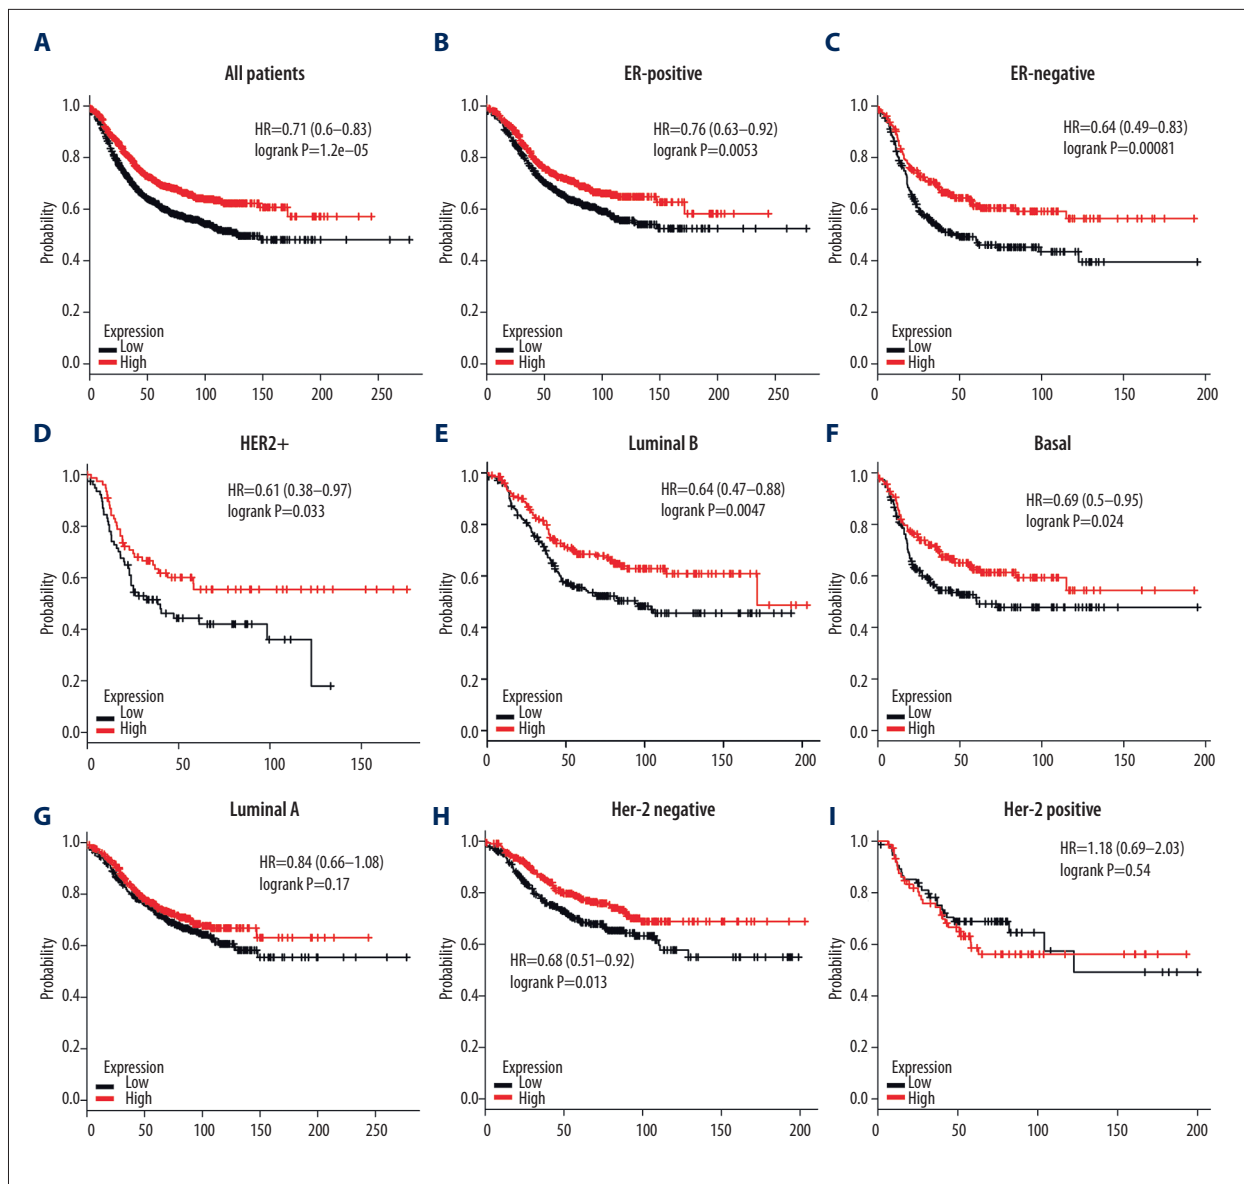 A
All patients
HR=0.71 (0.6–0.83)
logrank P=1.2e–05
Probability
1.0
0.8
0.6
0.4
0.2
0.0
Expression
Low
High
0 50 100 150 200 250
B
ER-positive
HR=0.76 (0.63–0.92)
logrank P=0.0053
Probability
1.0
0.8
0.6
0.4
0.2
0.0
Expression
Low
High
0 50 100 150 200 250
C
ER-negative
HR=0.64 (0.49–0.83)
logrank P=0.00081
Probability
1.0
0.8
0.6
0.4
0.2
0.0
Expression
Low
High
0 50 100 150 200
D
HER2+
HR=0.61 (0.38–0.97)
logrank P=0.033
Probability
1.0
0.8
0.6
0.4
0.2
0.0
Expression
Low
High
0 50 100 150
E
Luminal B
HR=0.64 (0.47–0.88)
logrank P=0.0047
Probability
1.0
0.8
0.6
0.4
0.2
0.0
Expression
Low
High
0 50 100 150 200
F
Basal
HR=0.69 (0.5–0.95)
logrank P=0.024
Probability
1.0
0.8
0.6
0.4
0.2
0.0
Expression
Low
High
0 50 100 150 200
G
Luminal A
HR=0.84 (0.66–1.08)
logrank P=0.17
Probability
1.0
0.8
0.6
0.4
0.2
0.0
Expression
Low
High
0 50 100 150 200 250
H
Her-2 negative
HR=0.68 (0.51–0.92)
logrank P=0.013
Probability
1.0
0.8
0.6
0.4
0.2
0.0
Expression
Low
High
0 50 100 150 200
I
Her-2 positive
HR=1.18 (0.69–2.03)
logrank P=0.54
Probability
1.0
0.8
0.6
0.4
0.2
0.0
Expression
Low
High
0 50 100 150 200